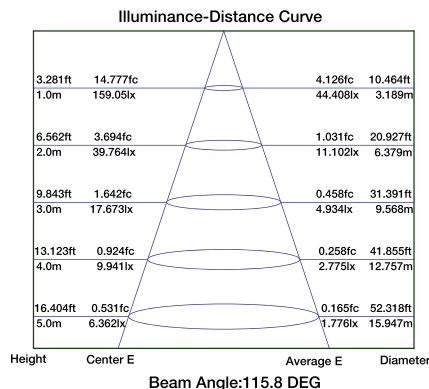 Illuminance-Distance Curve
3.281ft 14.777fc 4.126fc 10.464ft
1.0m 159.05lx 44.408lx 3.189m
6.562ft 3.694fc 1.031fc 20.927ft
2.0m 39.764lx 11.102lx 6.379m
9.843ft 1.642fc 0.458fc 31.391ft
3.0m 17.673lx 4.934lx 9.568m
13.123ft 0.924fc 0.258fc 41.855ft
4.0m 9.941lx 2.775lx 12.757m
16.404ft 0.531fc 0.165fc 52.318ft
5.0m 6.362lx 1.776lx 15.947m
Height Center E Average E Diameter
Beam Angle:115.8 DEG